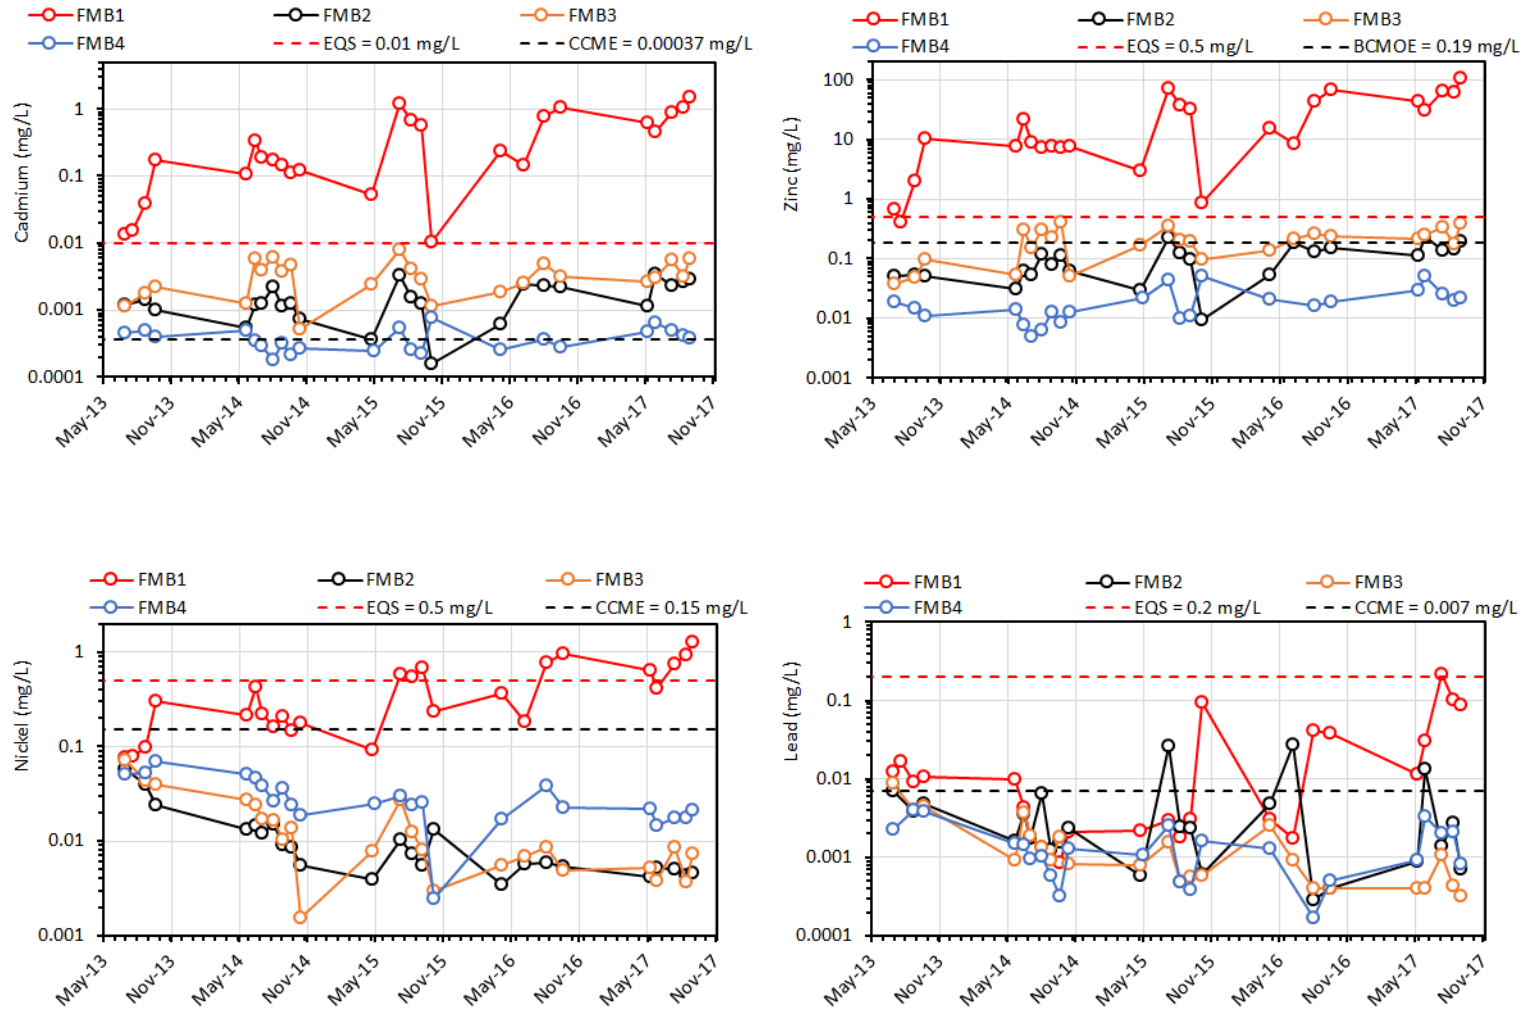 FMB1 FMB2 FMB3
FMB4 EQS = 0.01 mg/L CCME = 0.00037 mg/L
Cadmium (mg/L)
1
0.1
0.01
0.001
0.0001
May-13 Nov-13 May-14 Nov-14 May-15 Nov-15 May-16 Nov-16 May-17 Nov-17
FMB1 FMB2 FMB3
FMB4 EQS = 0.5 mg/L BCMOE = 0.19 mg/L
Zinc (mg/L)
100
10
1
0.1
0.01
0.001
May-13 Nov-13 May-14 Nov-14 May-15 Nov-15 May-16 Nov-16 May-17 Nov-17
FMB1 FMB2 FMB3
FMB4 EQS = 0.5 mg/L CCME = 0.15 mg/L
Nickel (mg/L)
1
0.1
0.01
0.001
May-13 Nov-13 May-14 Nov-14 May-15 Nov-15 May-16 Nov-16 May-17 Nov-17
FMB1 FMB2 FMB3
FMB4 EQS = 0.2 mg/L CCME = 0.007 mg/L
Lead (mg/L)
1
0.1
0.01
0.001
0.0001
May-13 Nov-13 May-14 Nov-14 May-15 Nov-15 May-16 Nov-16 May-17 Nov-17